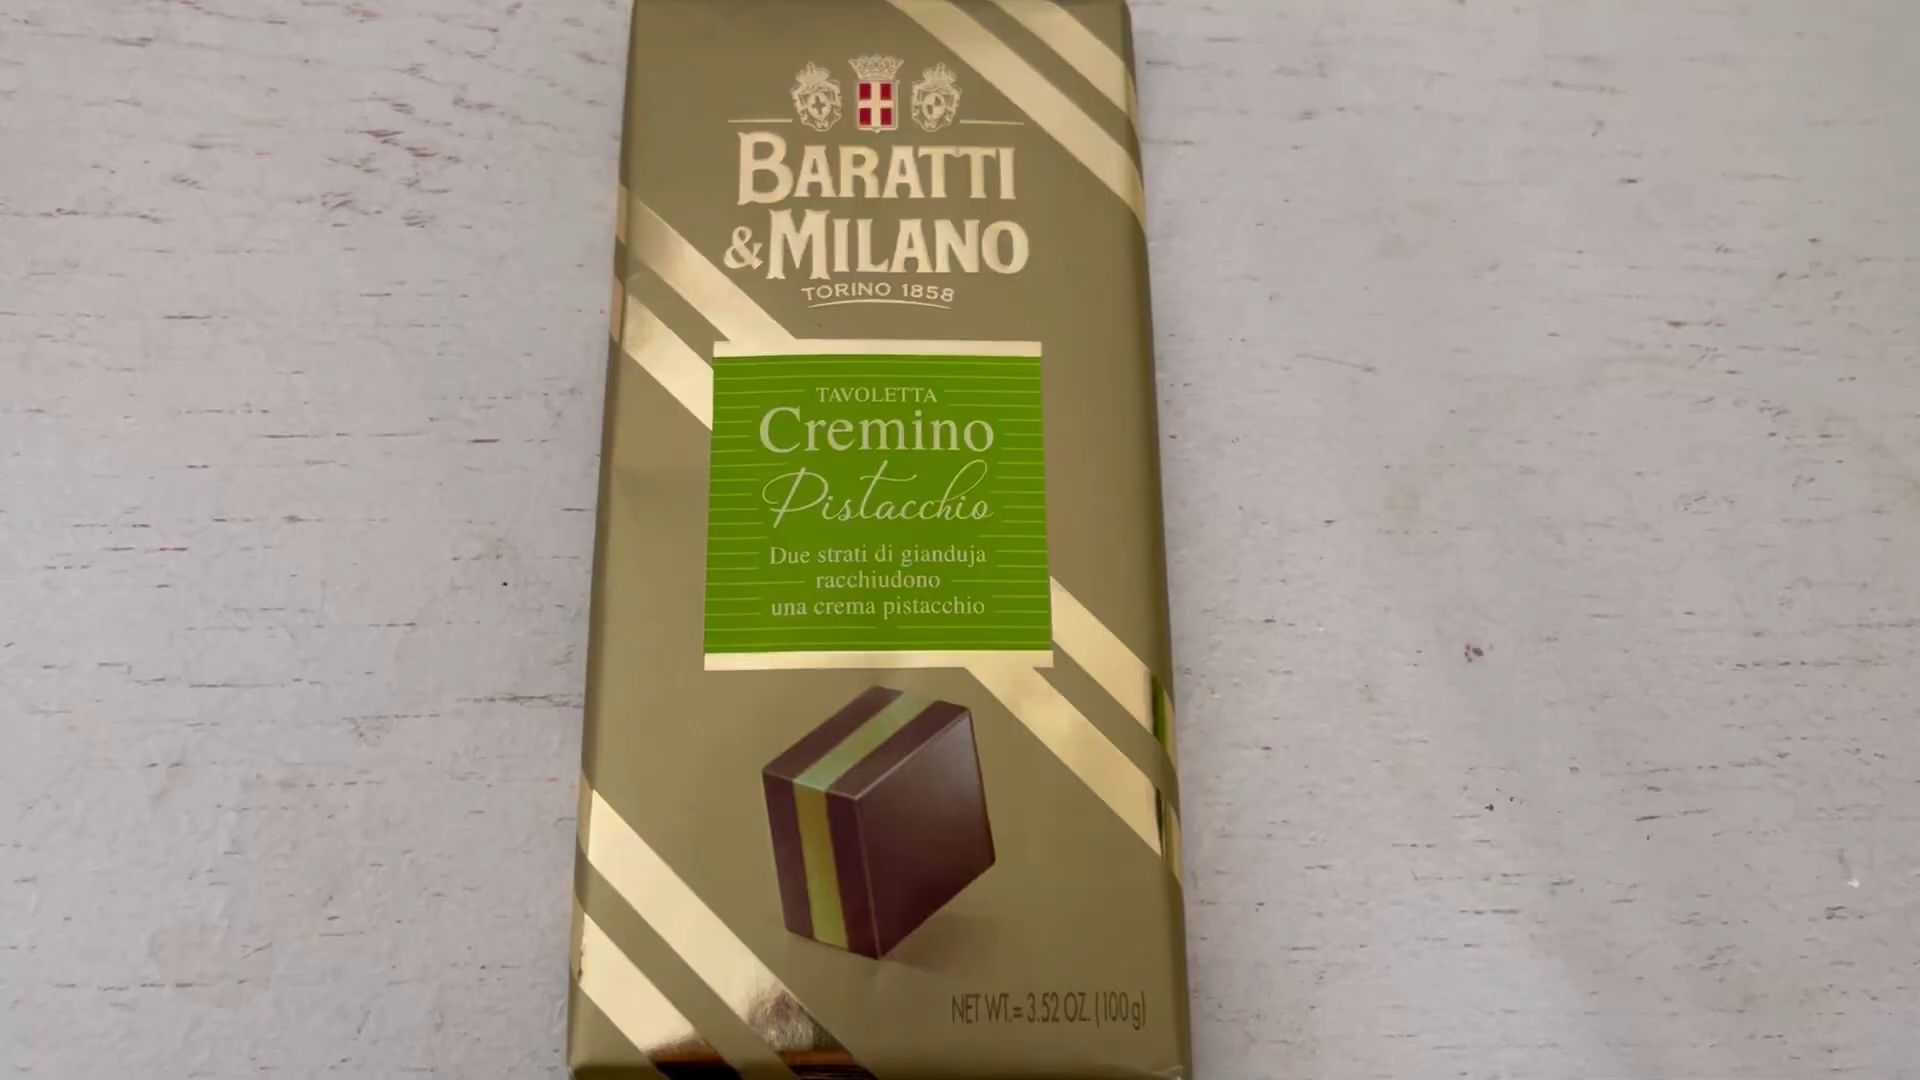 BARATTI
&MILANO
TORINO 1858
TAVOLETTA
Cremino
Pistacchio
Due strati di gianduja
racchiudono
una crema pistacchio
NET WT.= 3.52 OZ. (100 g)